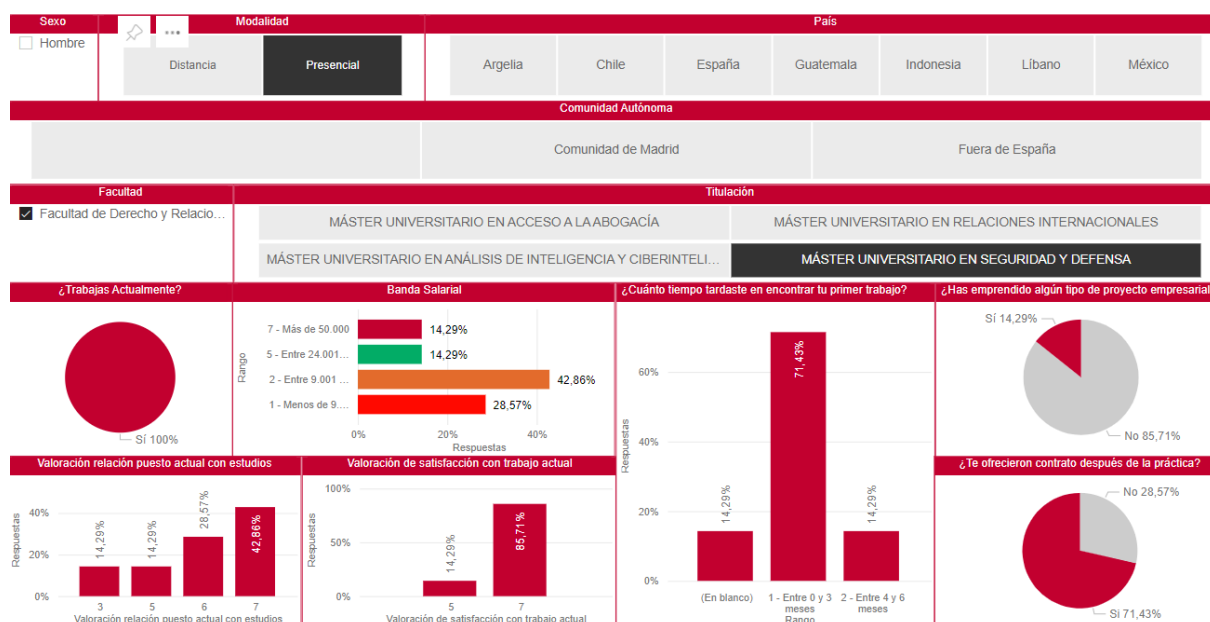 Sexo
Modalidad
País
Hombre
Distancia
Presencial
Argelia
Chile
España
Guatemala
Indonesia
Líbano
México
Comunidad Autónoma
Comunidad de Madrid
Fuera de España
Facultad
Titulación
Facultad de Derecho y Relacio...
MÁSTER UNIVERSITARIO EN ACCESO A LA ABOGACÍA
MÁSTER UNIVERSITARIO EN RELACIONES INTERNACIONALES
MÁSTER UNIVERSITARIO EN ANÁLISIS DE INTELIGENCIA Y CIBERINTELI...
MÁSTER UNIVERSITARIO EN SEGURIDAD Y DEFENSA
¿Trabajas Actualmente?
Sí 100%
Banda Salarial
Rango
7 - Más de 50.000
14,29%
5 - Entre 24.001...
14,29%
2 - Entre 9.001 ...
42,86%
1 - Menos de 9....
28,57%
0%
20%
40%
Respuestas
¿Cuánto tiempo tardaste en encontrar tu primer trabajo?
Respuestas
60%
40%
20%
0%
14,29%
71,43%
14,29%
(En blanco)
1 - Entre 0 y 3
meses
2 - Entre 4 y 6
meses
Rango
¿Has emprendido algún tipo de proyecto empresarial
Sí 14,29%
No 85,71%
Valoración relación puesto actual con estudios
Respuestas
40%
20%
0%
14,29%
14,29%
28,57%
42,86%
3
5
6
7
Valoración relación puesto actual con estudios
Valoración de satisfacción con trabajo actual
Respuestas
100%
50%
0%
14,29%
85,71%
5
7
Valoración de satisfacción con trabajo actual
¿Te ofrecieron contrato después de la práctica?
No 28,57%
Si 71,43%